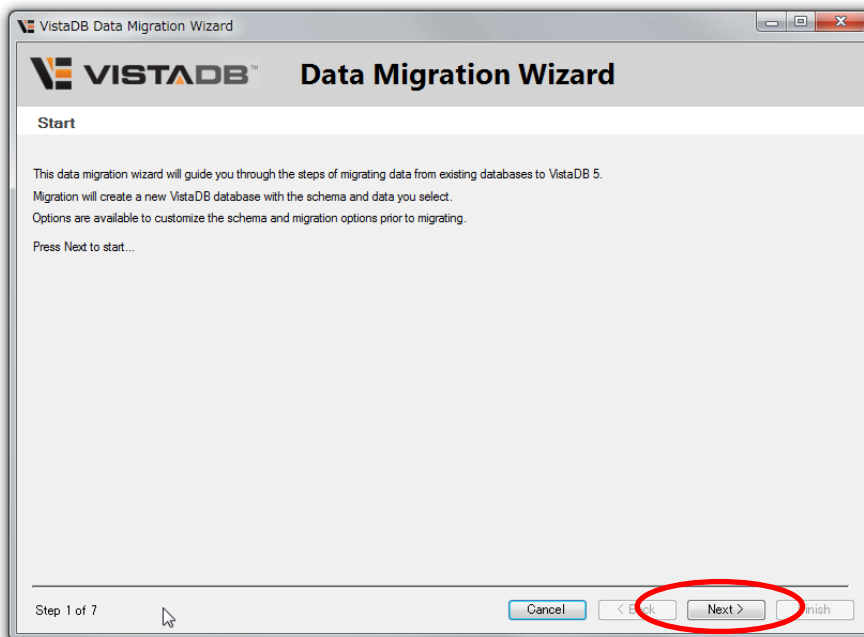 VistaDB Data Migration Wizard
VISTADB™ Data Migration Wizard
Start
This data migration wizard will guide you through the steps of migrating data from existing databases to VistaDB 5.
Migration will create a new VistaDB database with the schema and data you select.
Options are available to customize the schema and migration options prior to migrating.
Press Next to start...
Step 1 of 7 Cancel < Back Next > Finish